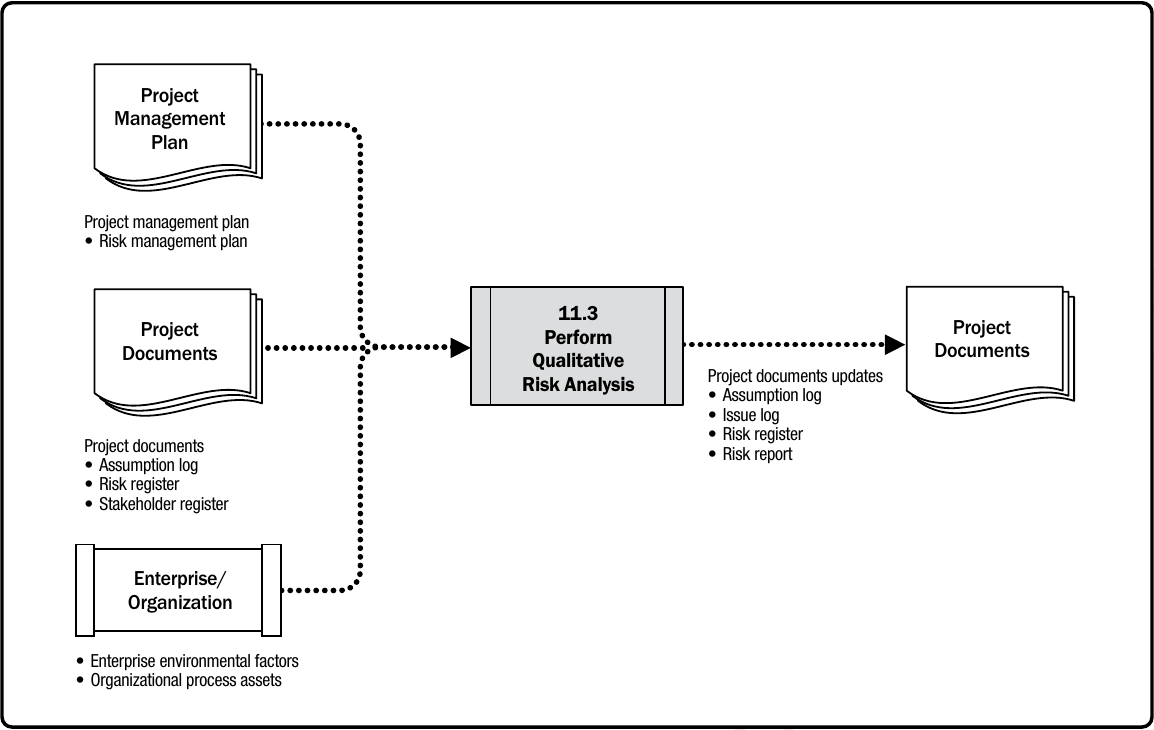 Project
Management
Plan
Project management plan
• Risk management plan
Project
Documents
Project documents
• Assumption log
• Risk register
• Stakeholder register
Enterprise/
Organization
• Enterprise environmental factors
• Organizational process assets
11.3
Perform
Qualitative
Risk Analysis
Project documents updates
• Assumption log
• Issue log
• Risk register
• Risk report
Project
Documents